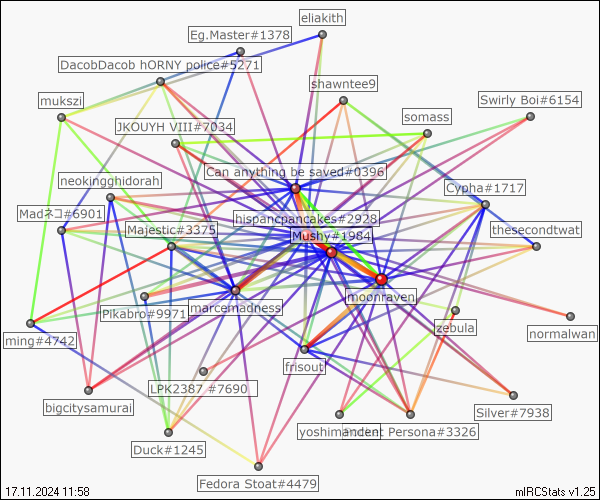 eliakith
Eg.Master#1378
DacobDacob hORNY police#5271
shawntee9
mukszi
Swirly Boi#6154
somass
JKOUYH VIII#7034
Can anything be saved#0396
neokingghidorah
Cypha#1717
Madネコ#6901
hispancpancakes#2928
Majestic#3375
Mushy#1984
thesecondtwat
moonraven
Pikabro#9971
marcemadness
zebula
ming#4742
normalwan
frisout
LPK2387 #7690
bigcitysamurai
Silver#7938
yoshiman
Persona#3326
Duck#1245
Fedora Stoat#4479
17.11.2024 11:58
mIRCStats v1.25